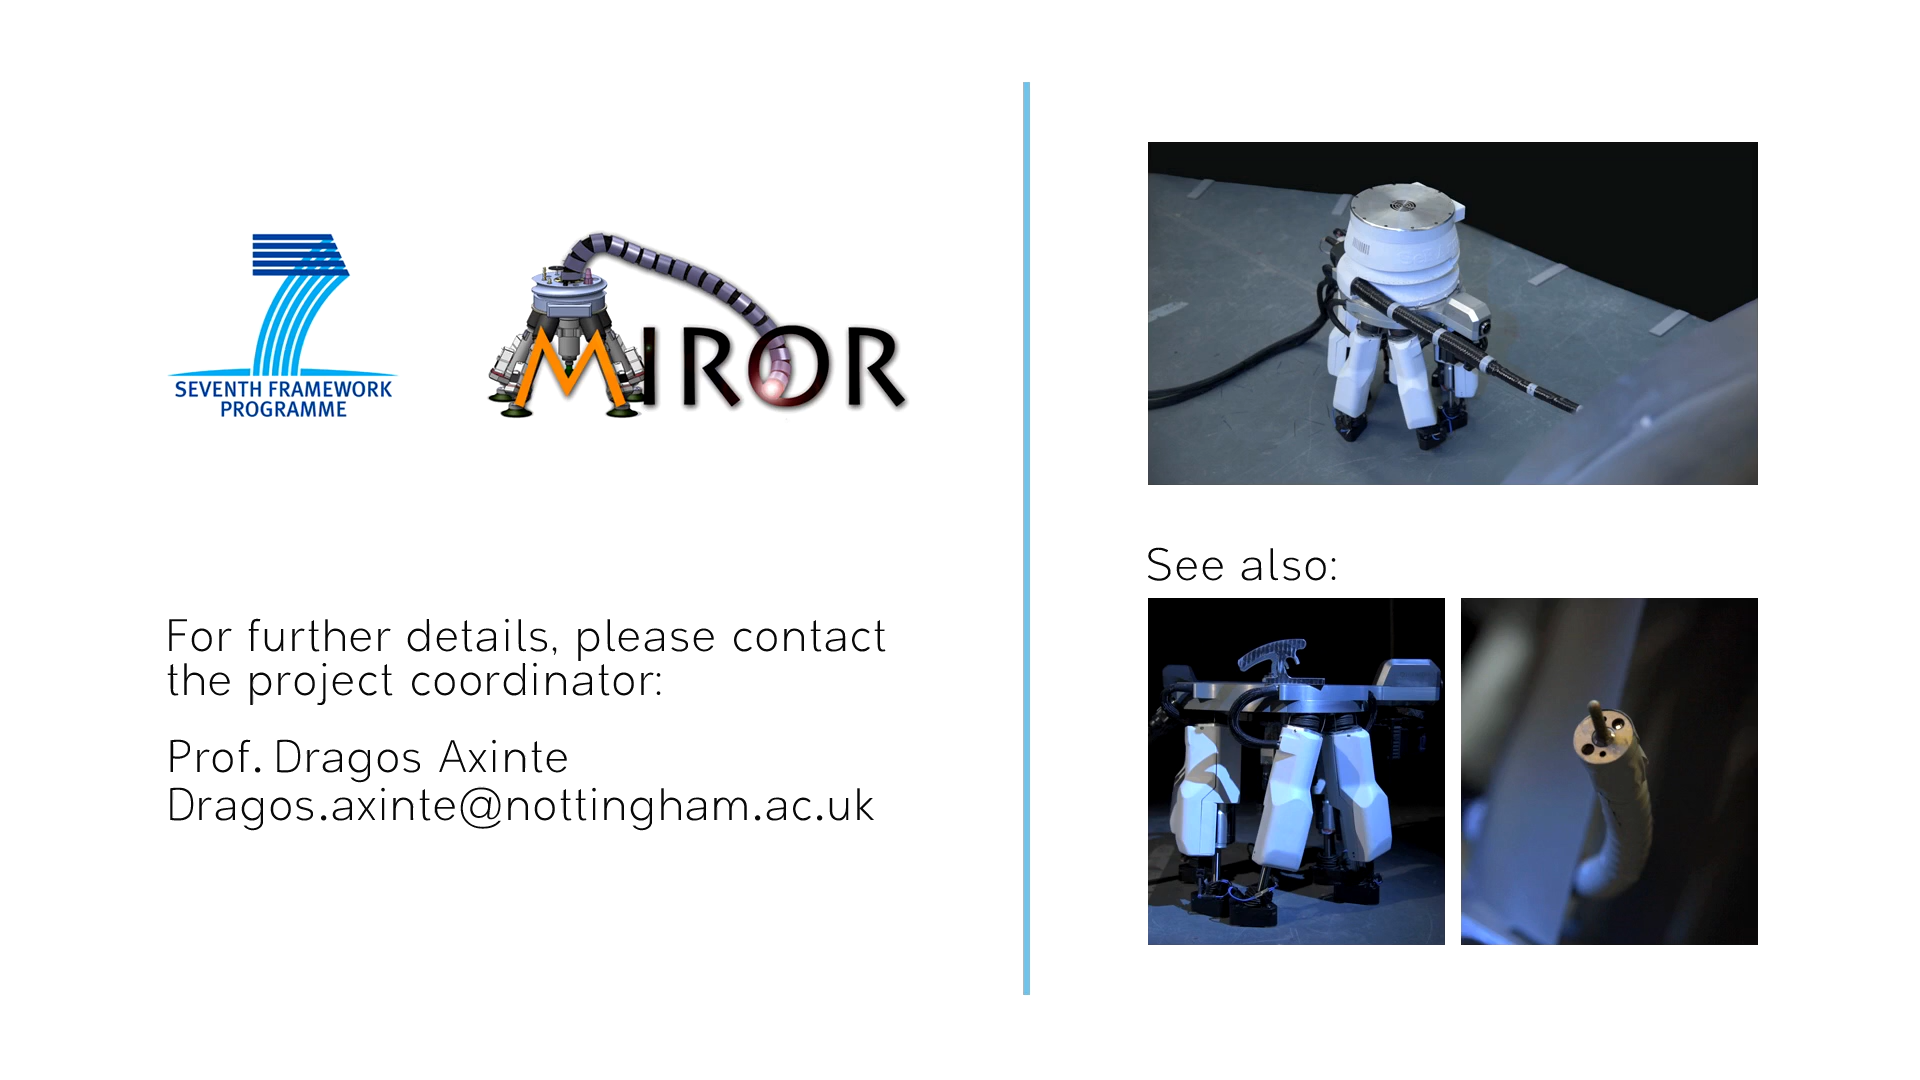 SEVENTH FRAMEWORK
PROGRAMME
MIROR
For further details, please contact
the project coordinator:
Prof. Dragos Axinte
Dragos.axinte@nottingham.ac.uk
See also: